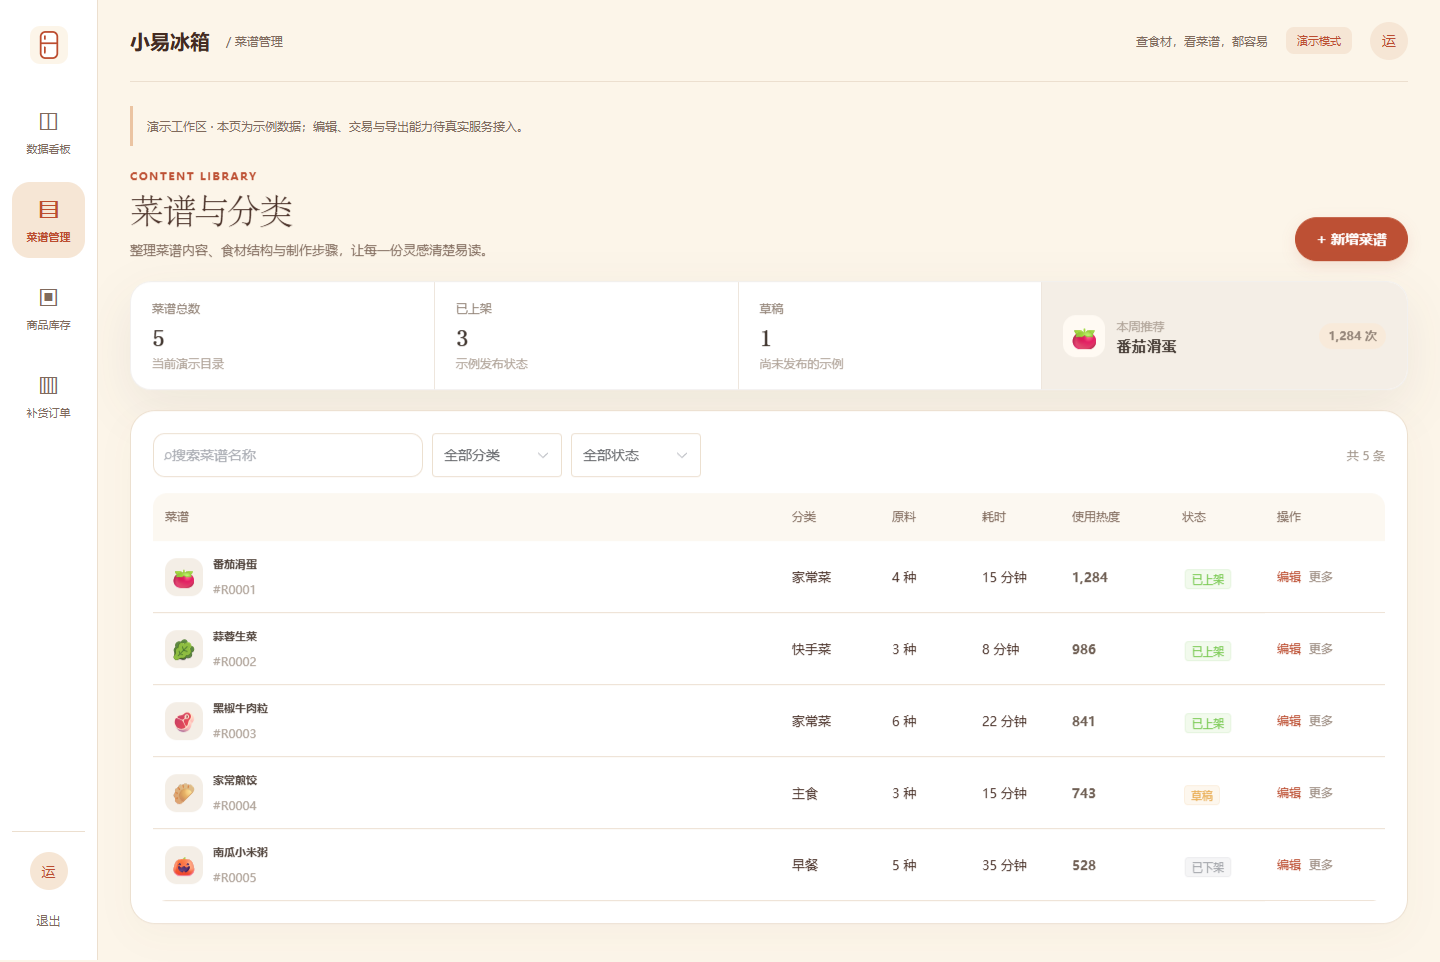 小易冰箱 / 菜谱管理
查食材，看菜谱，都容易
演示模式
运
数据看板
菜谱管理
商品库存
补货订单
运
退出
演示工作区 · 本页为示例数据；编辑、交易与导出能力待真实服务接入。
CONTENT LIBRARY
菜谱与分类
整理菜谱内容、食材结构与制作步骤，让每一份灵感清楚易读。
+ 新增菜谱
菜谱总数
5
当前演示目录
已上架
3
示例发布状态
草稿
1
尚未发布的示例
本周推荐
番茄滑蛋
1,284 次
搜索菜谱名称
全部分类
全部状态
共 5 条
菜谱 分类 原料 耗时 使用热度 状态 操作
番茄滑蛋
#R0001
家常菜 4 种 15 分钟 1,284 已上架 编辑 更多
蒜蓉生菜
#R0002
快手菜 3 种 8 分钟 986 已上架 编辑 更多
黑椒牛肉粒
#R0003
家常菜 6 种 22 分钟 841 已上架 编辑 更多
家常煎饺
#R0004
主食 3 种 15 分钟 743 草稿 编辑 更多
南瓜小米粥
#R0005
早餐 5 种 35 分钟 528 已下架 编辑 更多